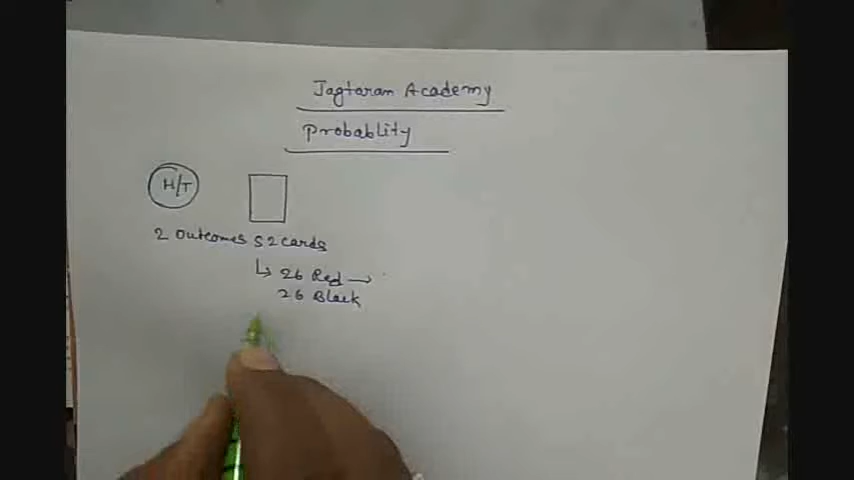 Jagtaran Academy
Probablity
H/T
2 Outcomes 52 cards
↳ 26 Red →
26 Black